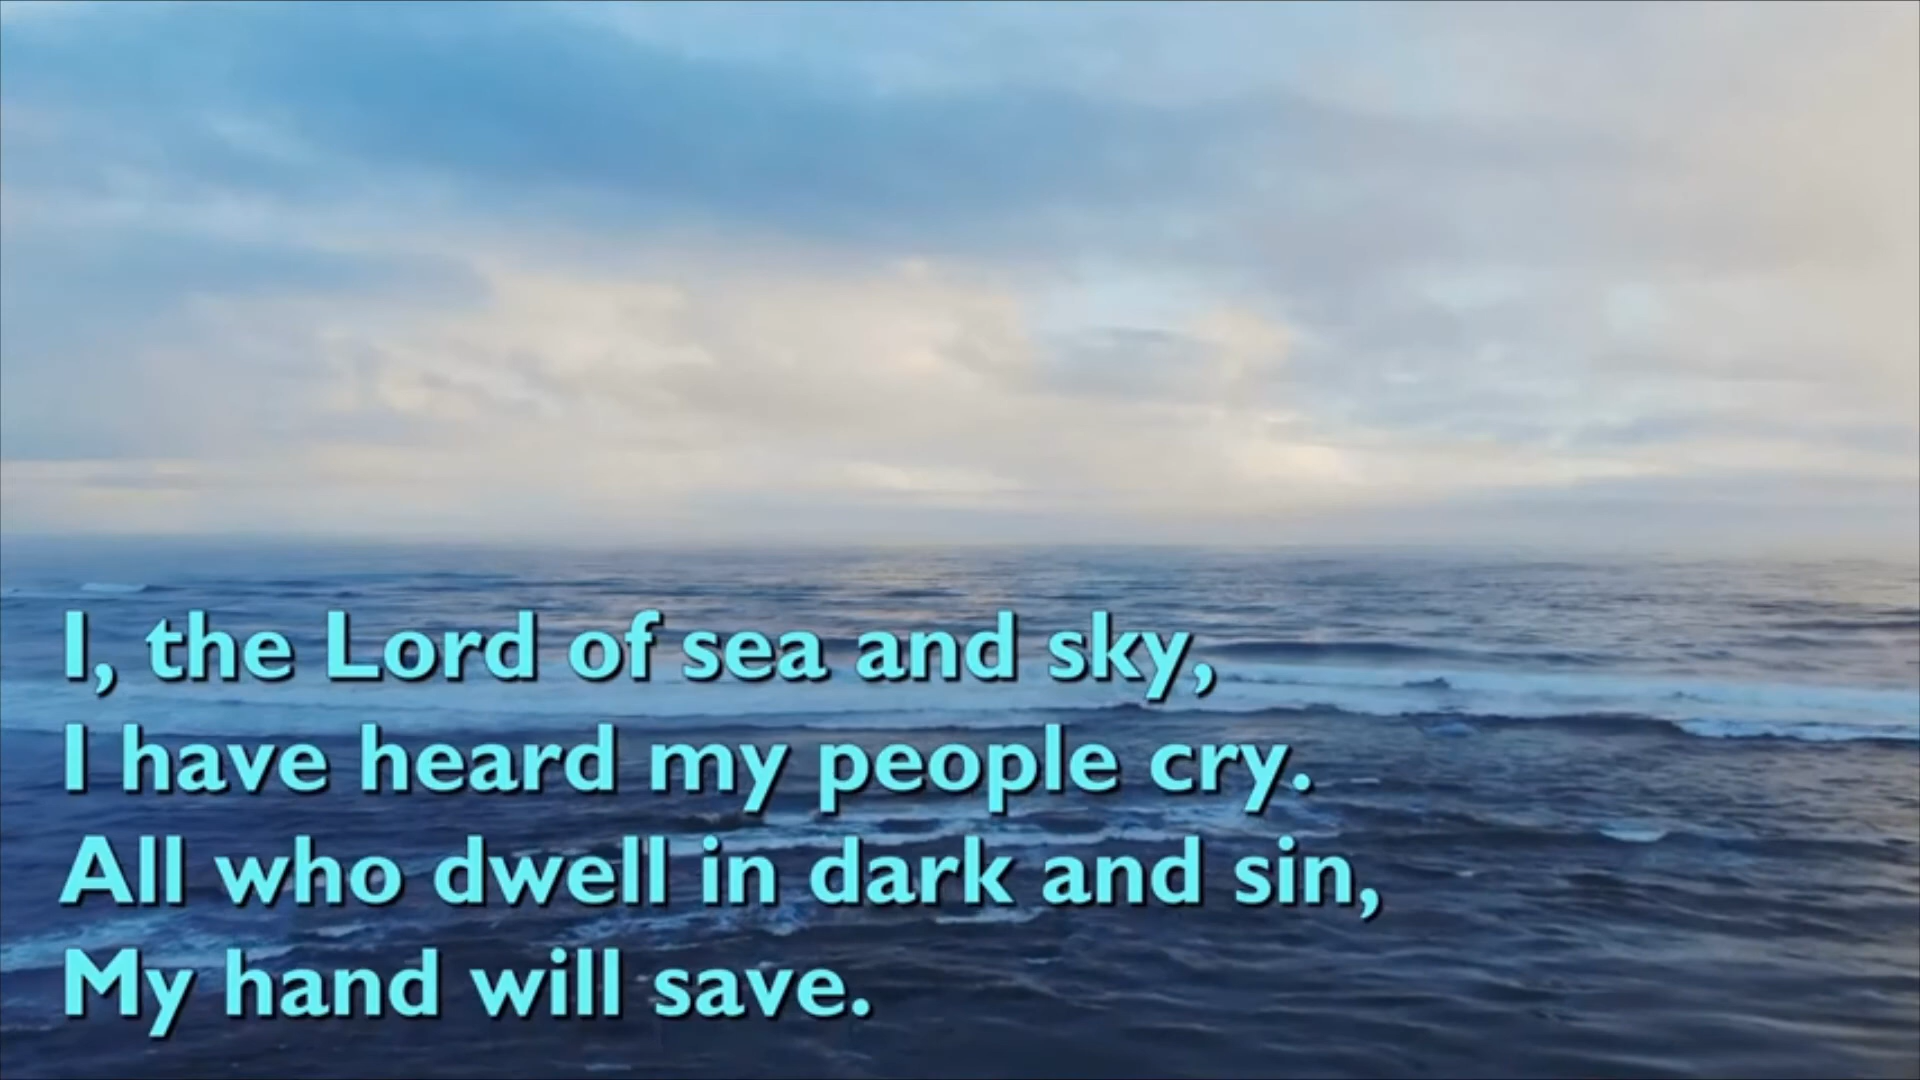 I, the Lord of sea and sky,
I have heard my people cry.
All who dwell in dark and sin,
My hand will save.